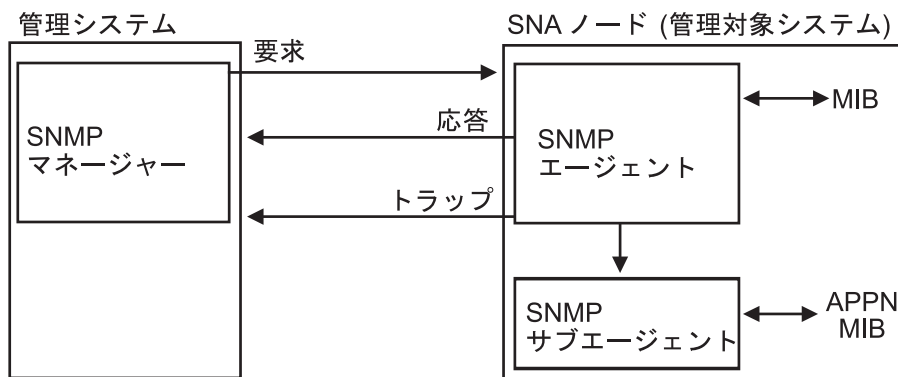 管理システム
SNA ノード (管理対象システム)
要求
SNMP
マネージャー
応答
SNMP
エージェント
MIB
トラップ
SNMP
サブエージェント
APPN
MIB